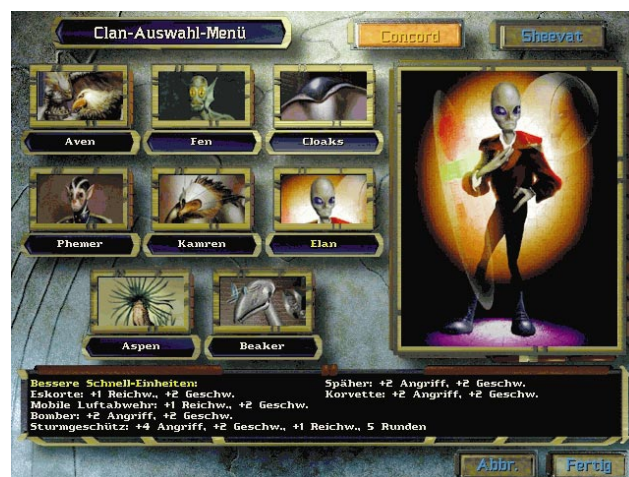 Clan-Auswahl-Menü
Concord
Sheevat
Aven
Fen
Cloaks
Phemer
Kamren
Elan
Aspen
Beaker
Bessere Schnell-Einheiten:
Eskorte: +1 Reichw., +2 Geschw.
Mobile Luftabwehr: +1 Reichw., +2 Geschw.
Bomber: +2 Angriff, +2 Geschw.
Sturmgeschütz: +4 Angriff, +2 Geschw., +1 Reichw., 5 Runden
Späher: +2 Angriff, +2 Geschw.
Korvette: +2 Angriff, +2 Geschw.
Abbr.
Fertig